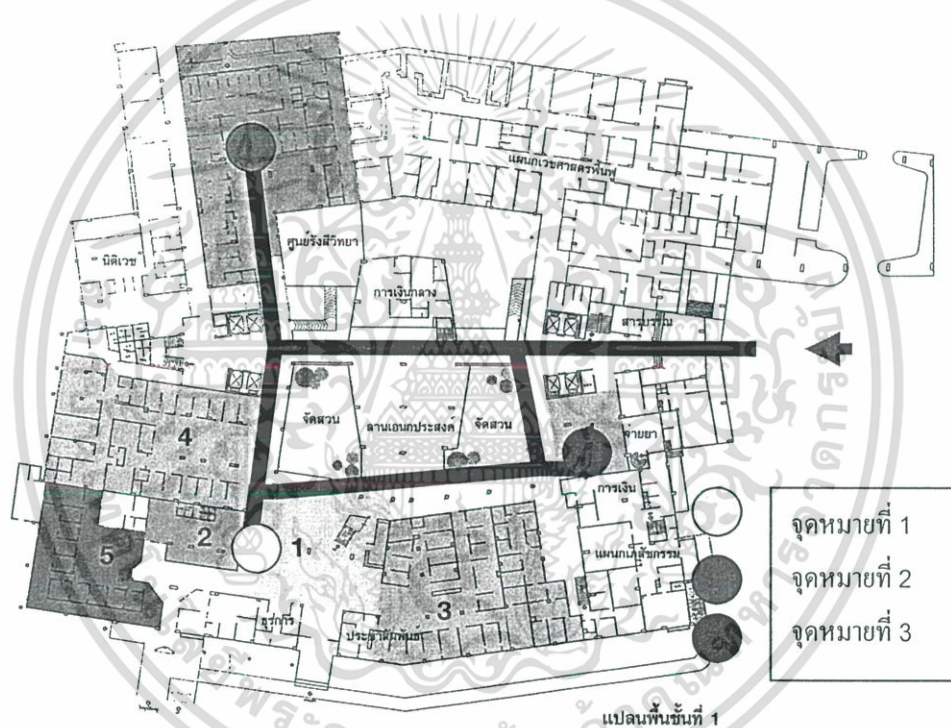 แผนกเวชศาสตร์ฟื้นฟู
ศูนย์รังสีวิทยา
นิติเวช
การเงินกลาง
สารบรรณ
จัดสวน
ลานเอนกประสงค์
จัดสวน
จ่ายยา
4
การเงิน
จุดหมายที่ 1
2
1
5
แผนกเภสัชกรรม
จุดหมายที่ 2
3
ธุรการ
ประชาสัมพันธ์
จุดหมายที่ 3
แปลนพื้นชั้นที่ 1